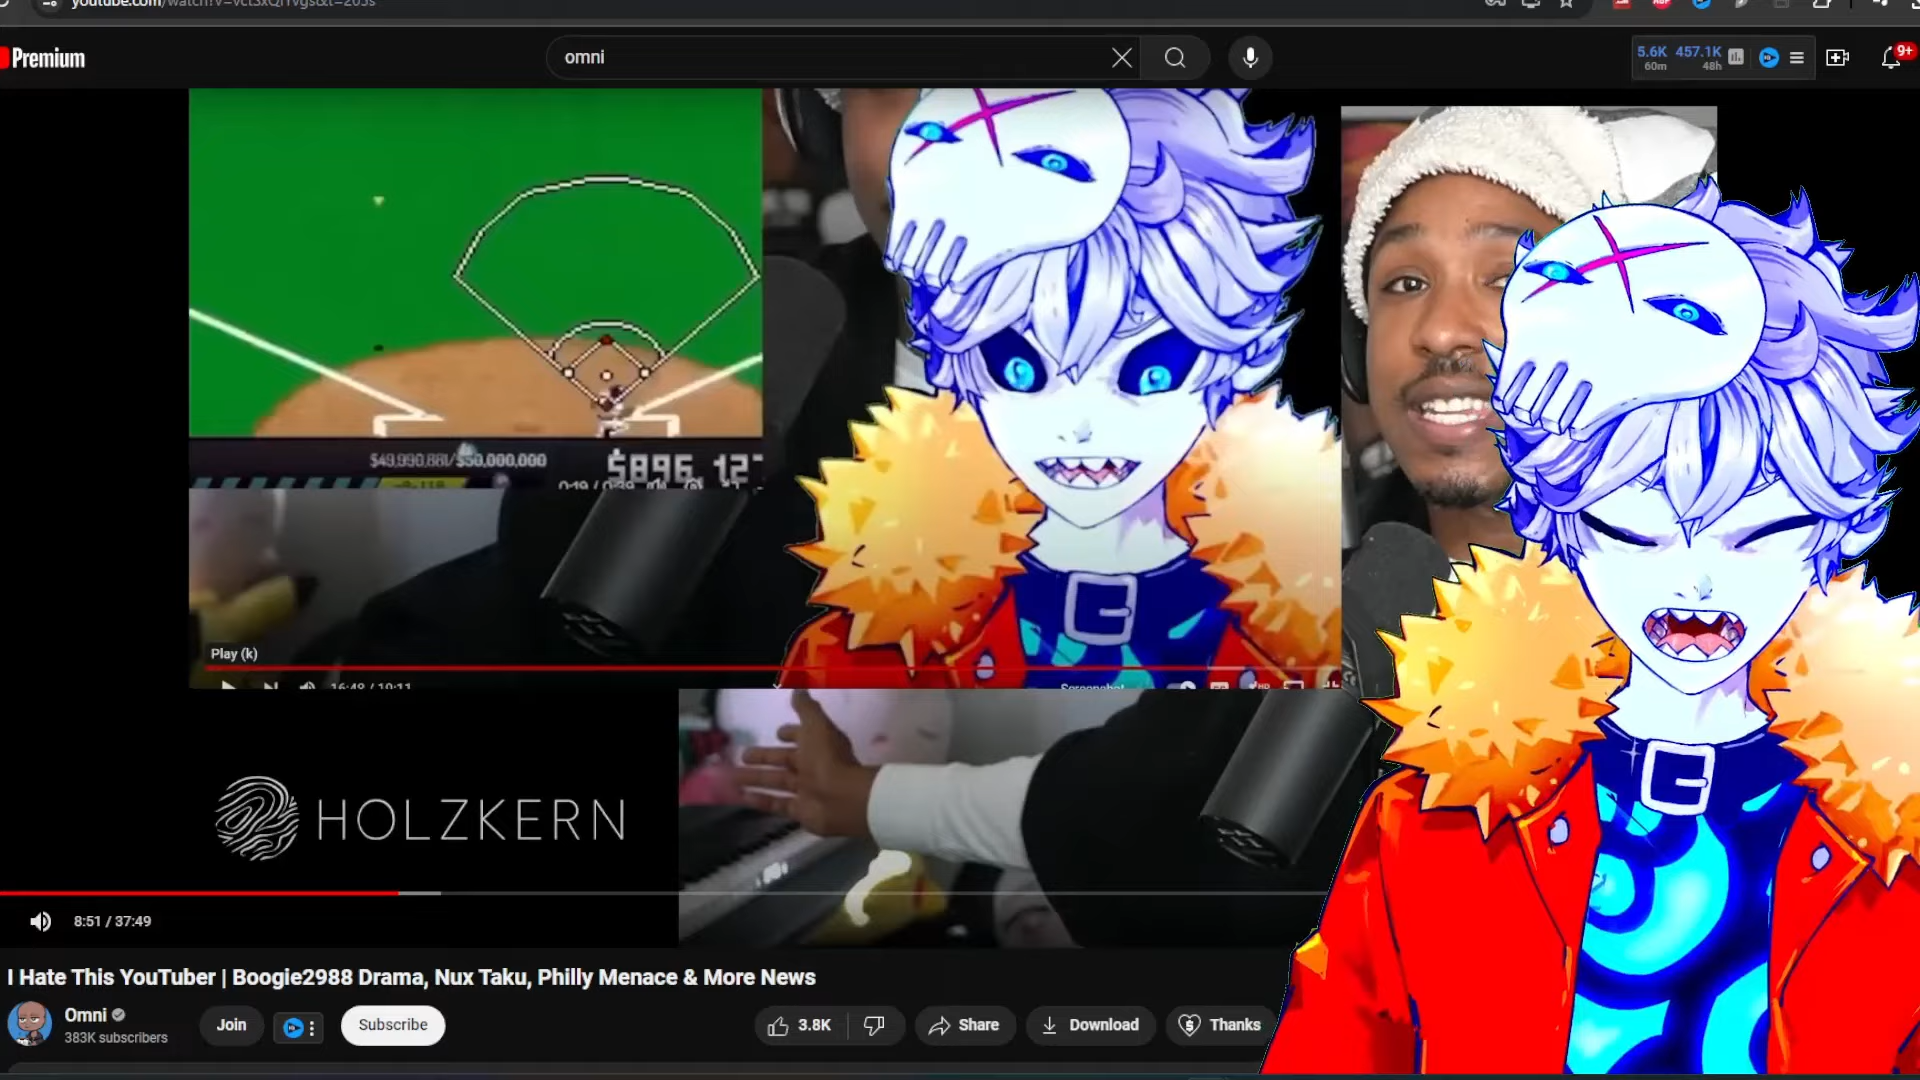 Premium
omni
5.6K 457.1K
60m 48h
9+
$49,990,881/$50,000,000
$896,12
Play (k)
HOLZKERN
8:51 / 37:49
I Hate This YouTuber | Boogie2988 Drama, Nux Taku, Philly Menace & More News
Omni
383K subscribers
Join
Subscribe
3.8K
Share
Download
Thanks